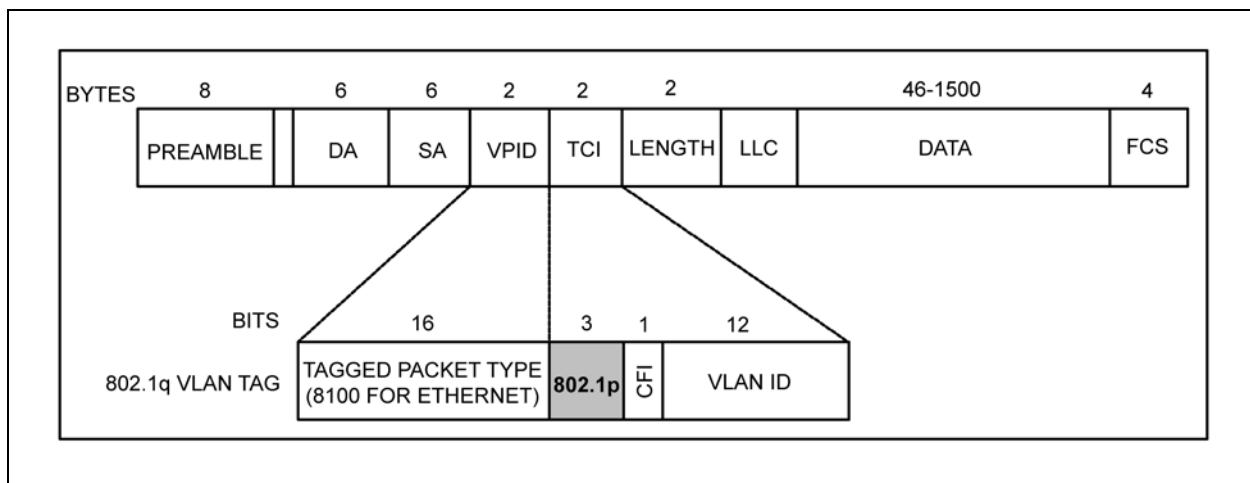 BYTES 8 6 6 2 2 2 46-1500 4
PREAMBLE DA SA VPID TCI LENGTH LLC DATA FCS
BITS 16 3 1 12
802.1q VLAN TAG
TAGGED PACKET TYPE
(8100 FOR ETHERNET)
802.1p
CFI
VLAN ID